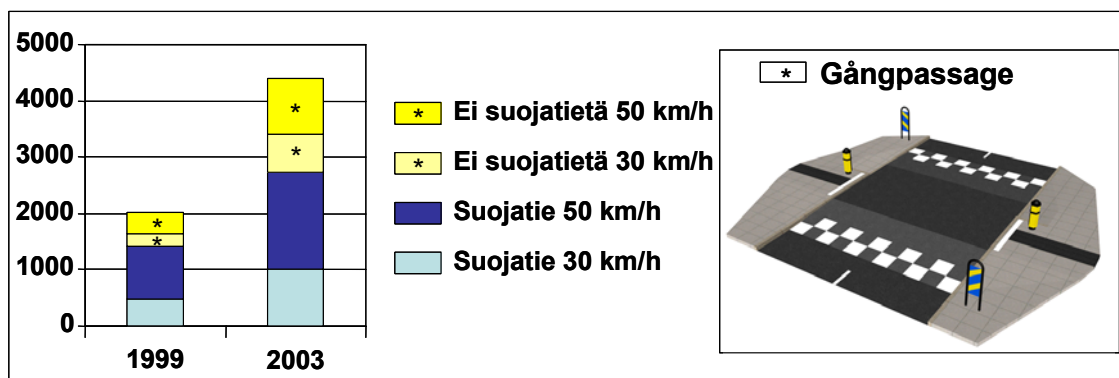 5000
4000
3000
2000
1000
0
1999 2003
* Ei suojatietä 50 km/h
* Ei suojatietä 30 km/h
Suojatie 50 km/h
Suojatie 30 km/h
* Gångpassage